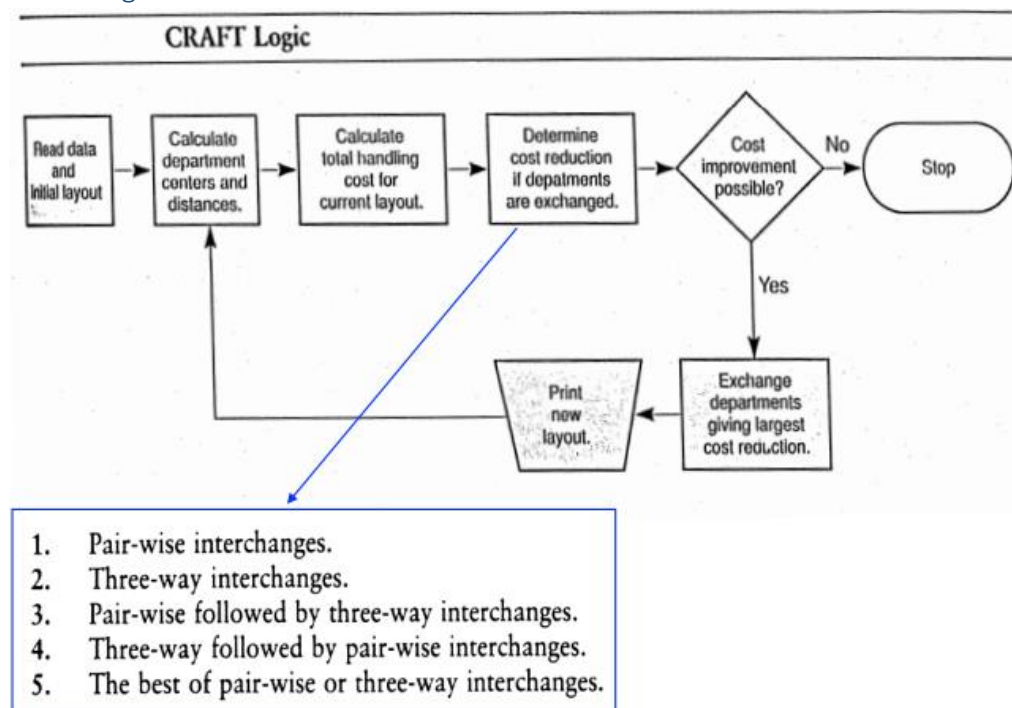 CRAFT Logic
Read data
and
Initial layout
Calculate
department
centers and
distances.
Calculate
total handling
cost for
current layout.
Determine
cost reduction
if depatments
are exchanged.
Cost
improvement
possible?
No
Stop
Yes
Exchange
departments
giving largest
cost reduction.
Print
new
layout.
1. Pair-wise interchanges.
2. Three-way interchanges.
3. Pair-wise followed by three-way interchanges.
4. Three-way followed by pair-wise interchanges.
5. The best of pair-wise or three-way interchanges.